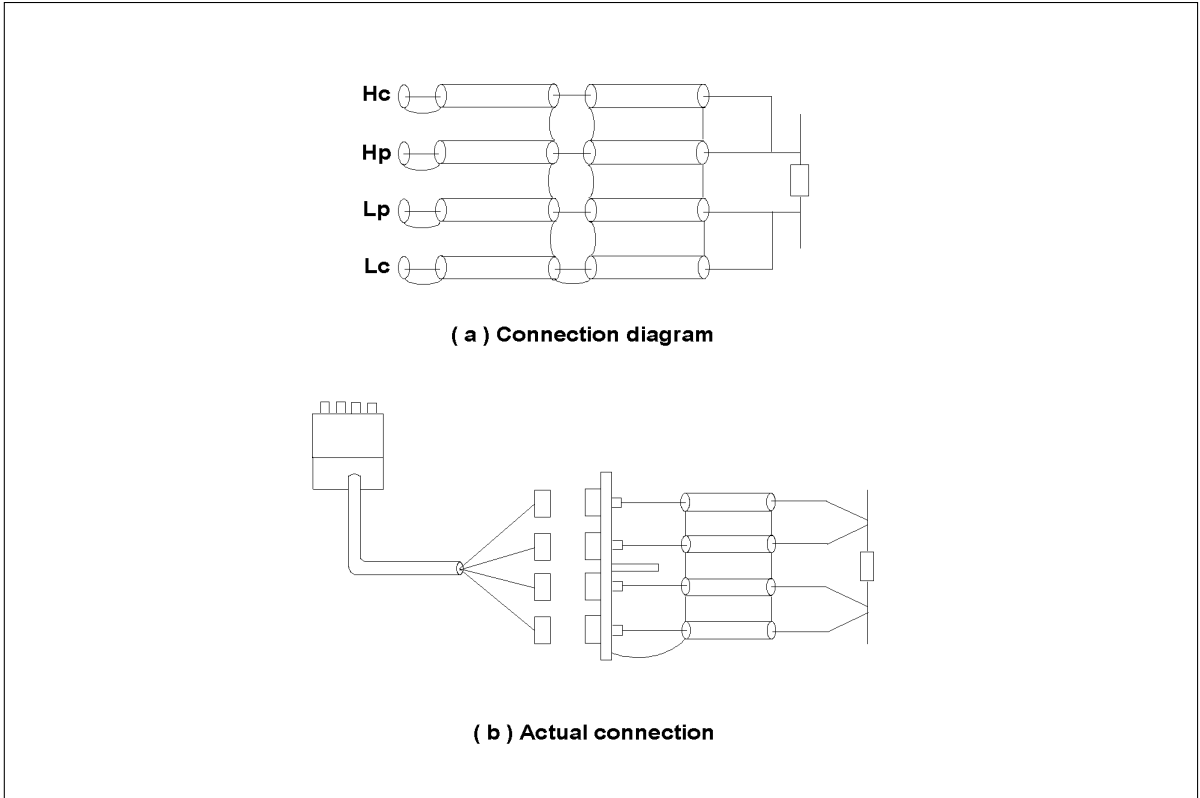 Hc
Hp
Lp
Lc
( a ) Connection diagram
( b ) Actual connection